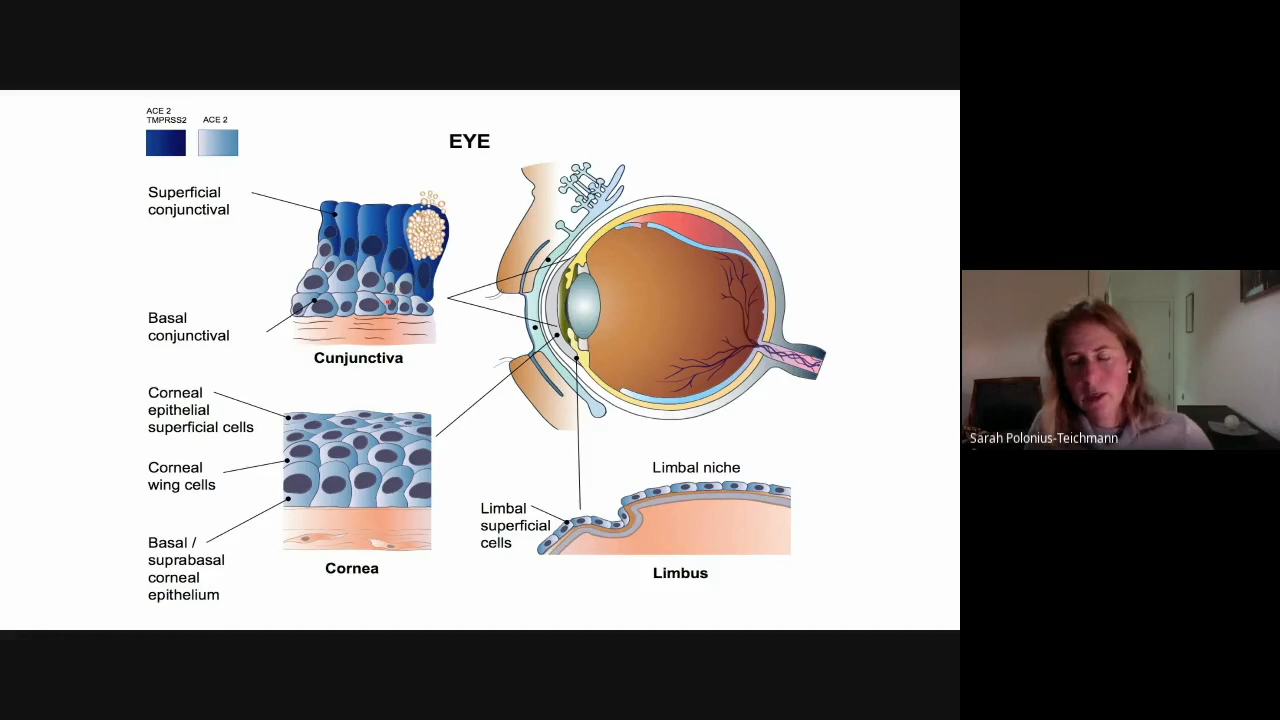 ACE 2
TMPRSS2
ACE 2
EYE
Superficial
conjunctival
Basal
conjunctival
Cunjunctiva
Corneal
epithelial
superficial cells
Corneal
wing cells
Basal /
suprabasal
corneal
epithelium
Cornea
Limbal niche
Limbal
superficial
cells
Limbus
Sarah Polonius-Teichmann